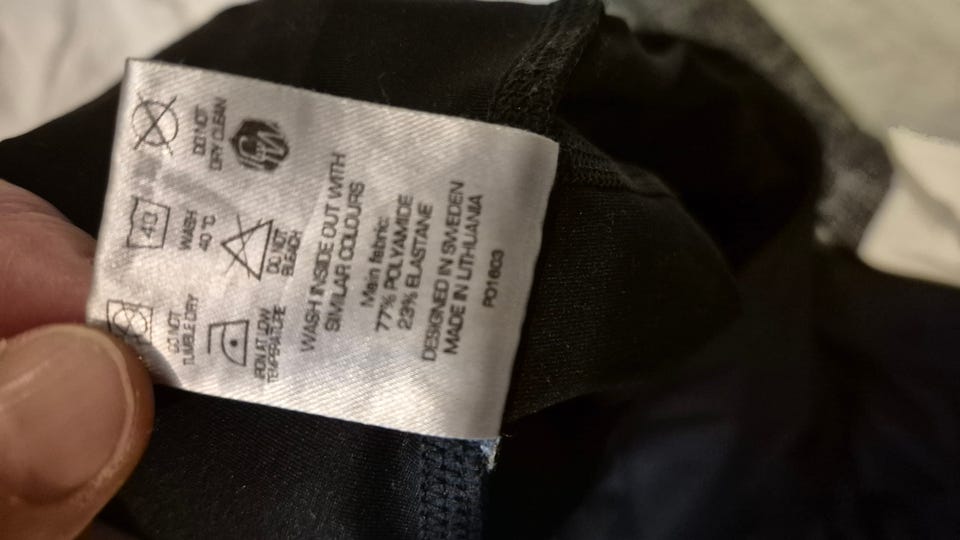 DO NOT
TUMBLE DRY
WASH
40 °C
DO NOT
DRY CLEAN
40
IRON AT LOW
TEMPERATURE
DO NOT
BLEACH
WASH INSIDE OUT WITH
SIMILAR COLOURS
Main fabric:
77% POLYAMIDE
23% ELASTANE
DESIGNED IN SWEDEN
MADE IN LITHUANIA
PO1603